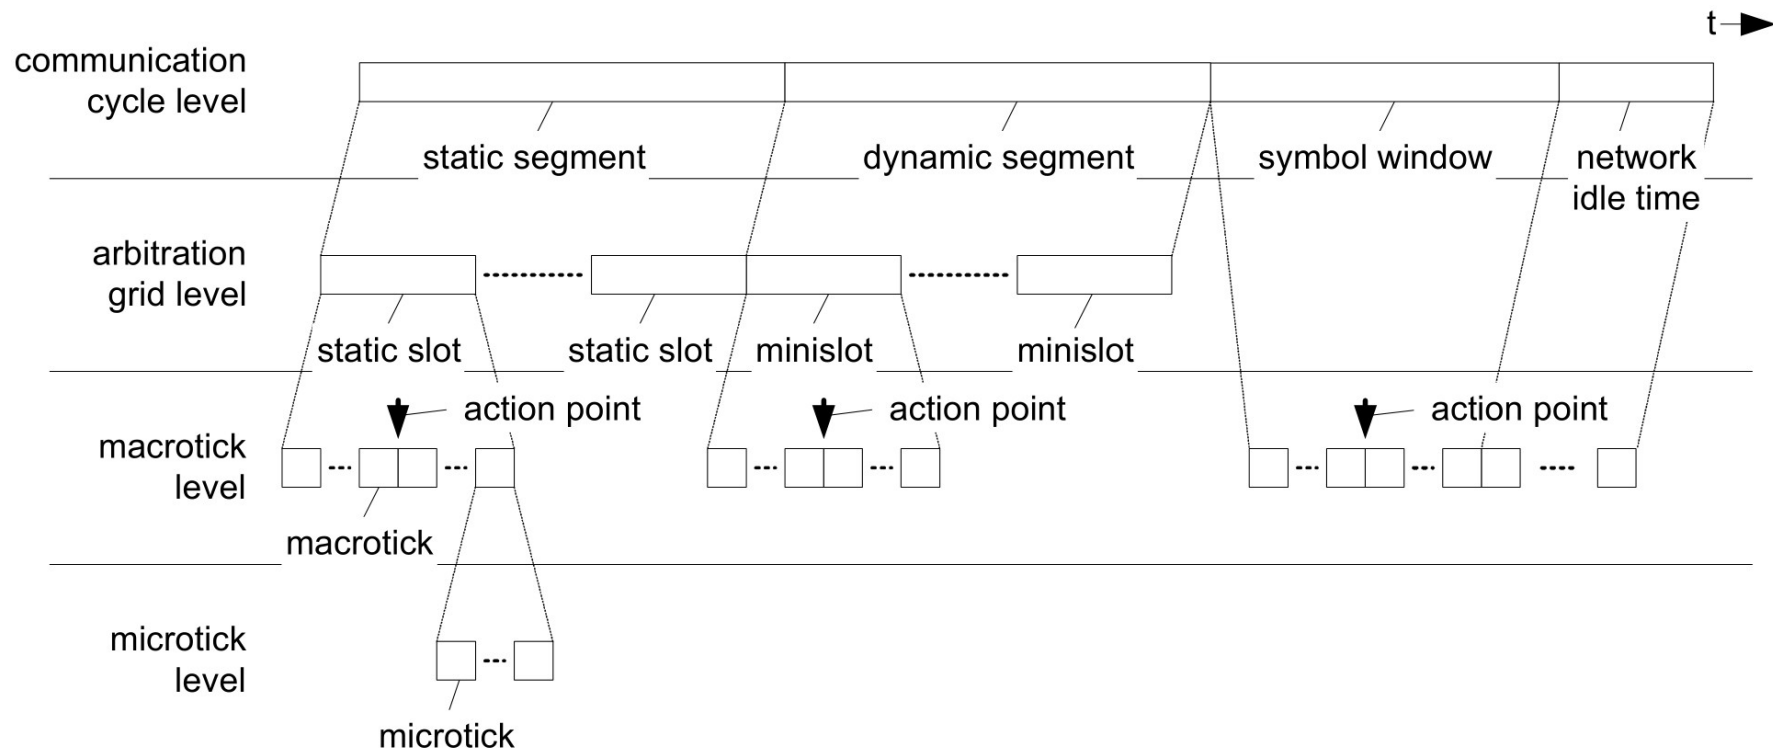 t
communication
cycle level
static segment
dynamic segment
symbol window
network
idle time
arbitration
grid level
static slot
static slot
minislot
minislot
action point
action point
action point
macrotick
level
macrotick
microtick
level
microtick